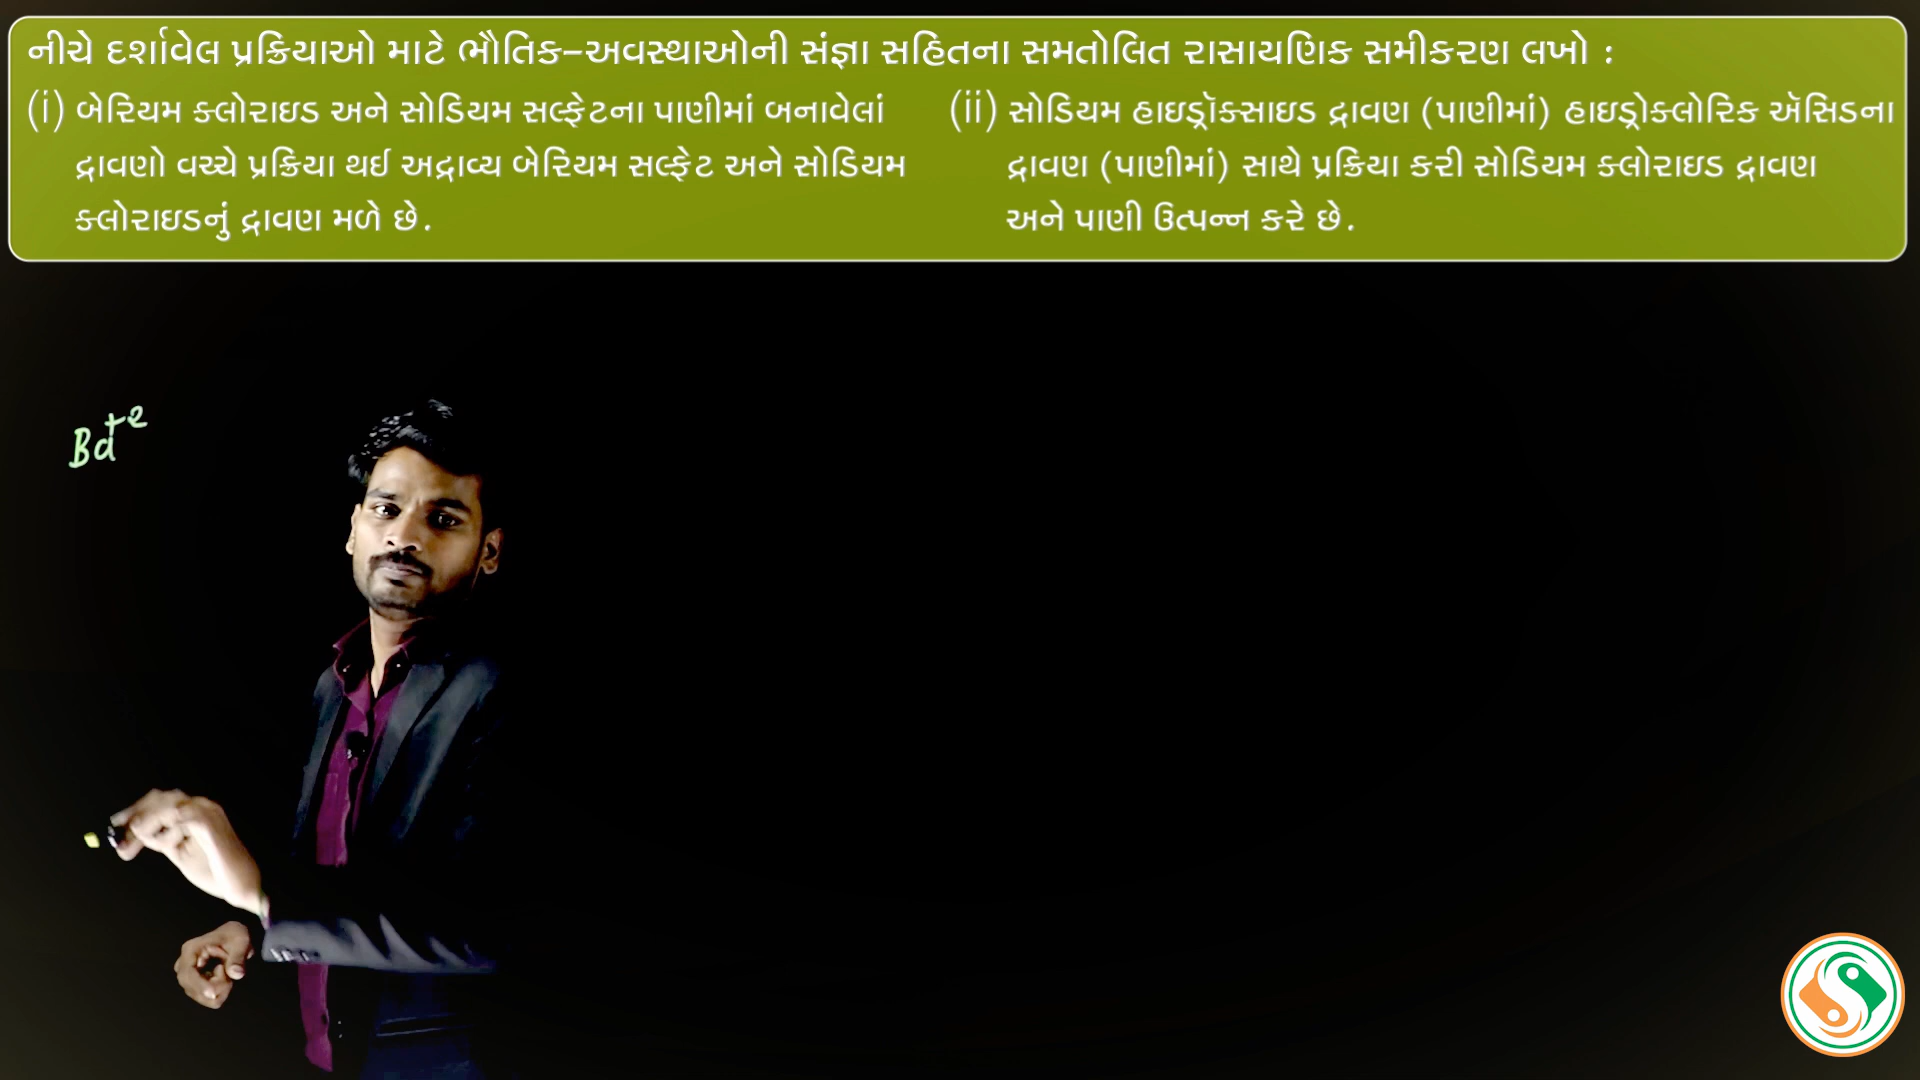 નીચે દર્શાવેલ પ્રક્રિયાઓ માટે ભૌતિક-અવસ્થાઓની સંજ્ઞા સહિતના સમતોલિત રાસાયણિક સમીકરણ લખો :
(i) બેરિયમ ક્લોરાઇડ અને સોડિયમ સલ્ફેટના પાણીમાં બનાવેલાં
દ્રાવણો વચ્ચે પ્રક્રિયા થઈ અદ્રાવ્ય બેરિયમ સલ્ફેટ અને સોડિયમ
ક્લોરાઇડનું દ્રાવણ મળે છે.
(ii) સોડિયમ હાઇડ્રૉક્સાઇડ દ્રાવણ (પાણીમાં) હાઇડ્રોક્લોરિક ઍસિડના
દ્રાવણ (પાણીમાં) સાથે પ્રક્રિયા કરી સોડિયમ ક્લોરાઇડ દ્રાવણ
અને પાણી ઉત્પન્ન કરે છે.
Ba+2